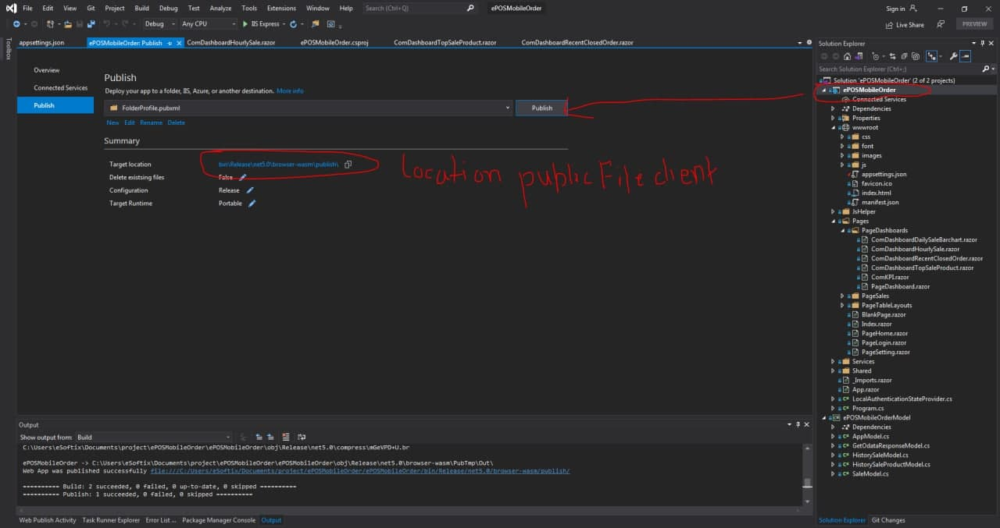 File Edit View Git Project Build Debug Test Analyze Tools Extensions Window Help Search (Ctrl+Q) ePOSMobileOrder Sign in
Debug Any CPU IIS Express Live Share PREVIEW
Toolbox
appsettings.json ePOSMobileOrder: Publish ComDashboardHourlySale.razor ePOSMobileOrder.csproj ComDashboardTopSaleProduct.razor ComDashboardRecentClosedOrder.razor
Overview
Connected Services
Publish
Publish
Deploy your app to a folder, IIS, Azure, or another destination. More info
FolderProfile.pubxml Publish
New Edit Rename Delete
Summary
Target location bin\Release\net5.0\browser-wasm\publish\
Delete existing files False
Configuration Release
Target Runtime Portable
Location public File client
Output
Show output from: Build
C:\Users\eSoftix\Documents\project\ePOSMobileOrder\ePOSMobileOrder\obj\Release\net5.0\compress\mGeVPD+U.br
ePOSMobileOrder -> C:\Users\eSoftix\Documents\project\ePOSMobileOrder\ePOSMobileOrder\obj\Release\net5.0\browser-wasm\PubTmp\Out\
Web App was published successfully file:///C:/Users/eSoftix/Documents/project/ePOSMobileOrder/ePOSMobileOrder/bin/Release/net5.0/browser-wasm/publish/
========== Build: 2 succeeded, 0 failed, 0 up-to-date, 0 skipped ==========
========== Publish: 1 succeeded, 0 failed, 0 skipped ==========
Web Publish Activity Task Runner Explorer Error List ... Package Manager Console Output
Solution Explorer
Search Solution Explorer (Ctrl+;)
Solution 'ePOSMobileOrder' (2 of 2 projects)
ePOSMobileOrder
Connected Services
Dependencies
Properties
wwwroot
css
font
images
js
appsettings.json
favicon.ico
index.html
manifest.json
JsHelper
Pages
PageDashboards
ComDashboardDailySaleBarchart.razor
ComDashboardHourlySale.razor
ComDashboardRecentClosedOrder.razor
ComDashboardTopSaleProduct.razor
ComKPI.razor
PageDashboard.razor
PageSales
PageTableLayouts
BlankPage.razor
Index.razor
PageHome.razor
PageLogin.razor
PageSetting.razor
Services
Shared
_Imports.razor
App.razor
LocalAuthenticationStateProvider.cs
Program.cs
ePOSMobileOrderModel
Dependencies
AppModel.cs
GetOdataResponseModel.cs
HistorySaleModel.cs
HistorySaleProductModel.cs
SaleModel.cs
Solution Explorer Git Changes